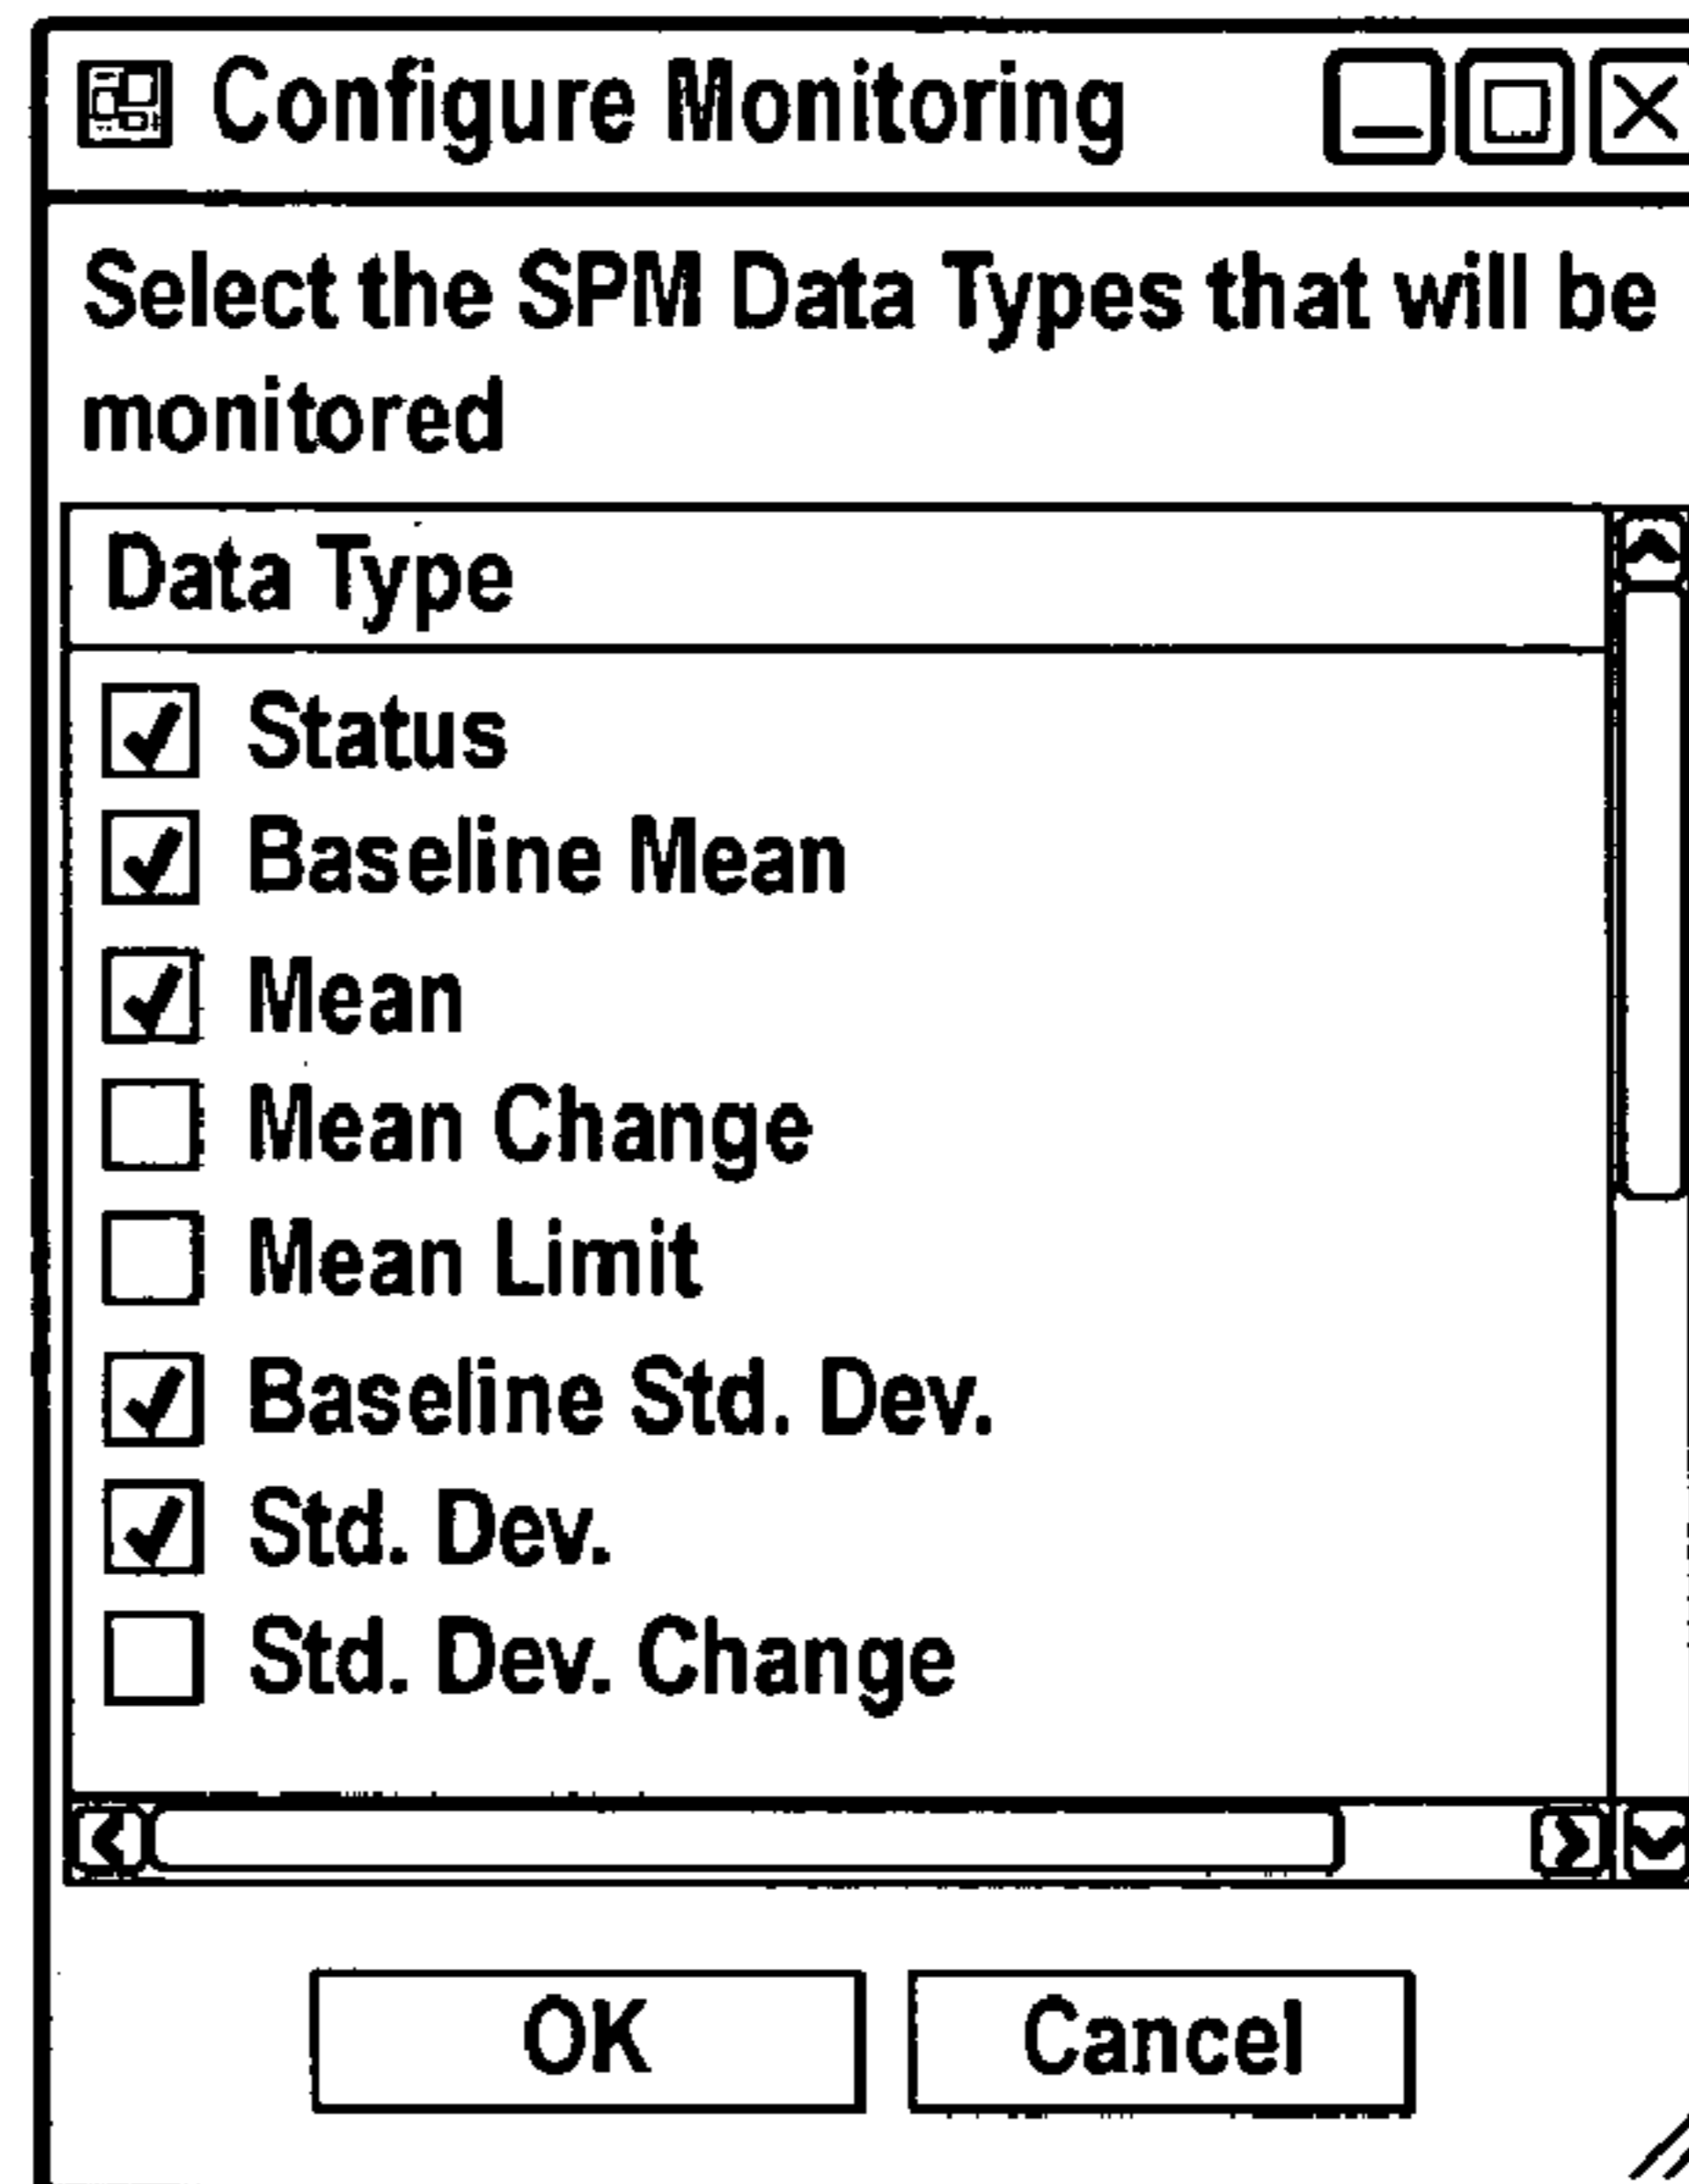 Configure Monitoring
Select the SPM Data Types that will be
monitored
Data Type
Status
Baseline Mean
Mean
Mean Change
Mean Limit
Baseline Std. Dev.
Std. Dev.
Std. Dev. Change
OK
Cancel